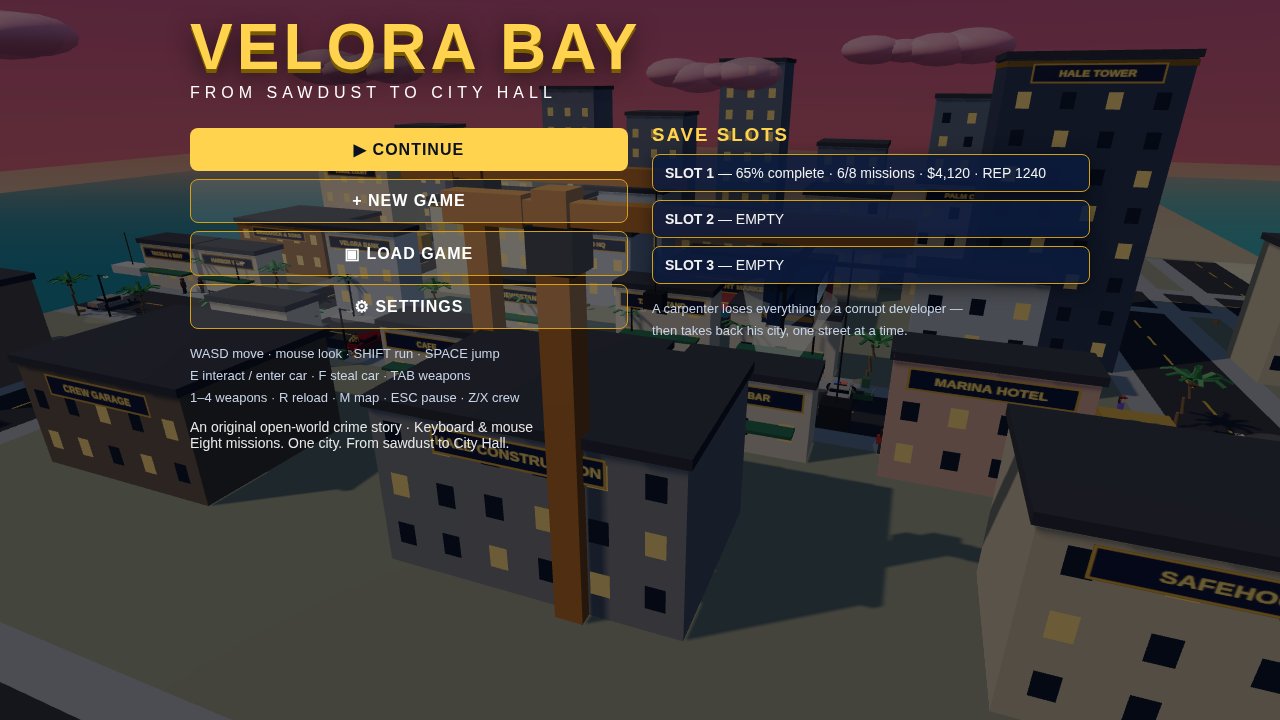 VELORA BAY
FROM SAWDUST TO CITY HALL
▶ CONTINUE
+ NEW GAME
▣ LOAD GAME
⚙ SETTINGS
WASD move · mouse look · SHIFT run · SPACE jump
E interact / enter car · F steal car · TAB weapons
1–4 weapons · R reload · M map · ESC pause · Z/X crew
An original open-world crime story · Keyboard & mouse
Eight missions. One city. From sawdust to City Hall.
SAVE SLOTS
SLOT 1 — 65% complete · 6/8 missions · $4,120 · REP 1240
SLOT 2 — EMPTY
SLOT 3 — EMPTY
A carpenter loses everything to a corrupt developer —
then takes back his city, one street at a time.
HALE TOWER
CREW GARAGE
CAFE
BAR
MARINA HOTEL
CONSTRU
ON
SAFEHO